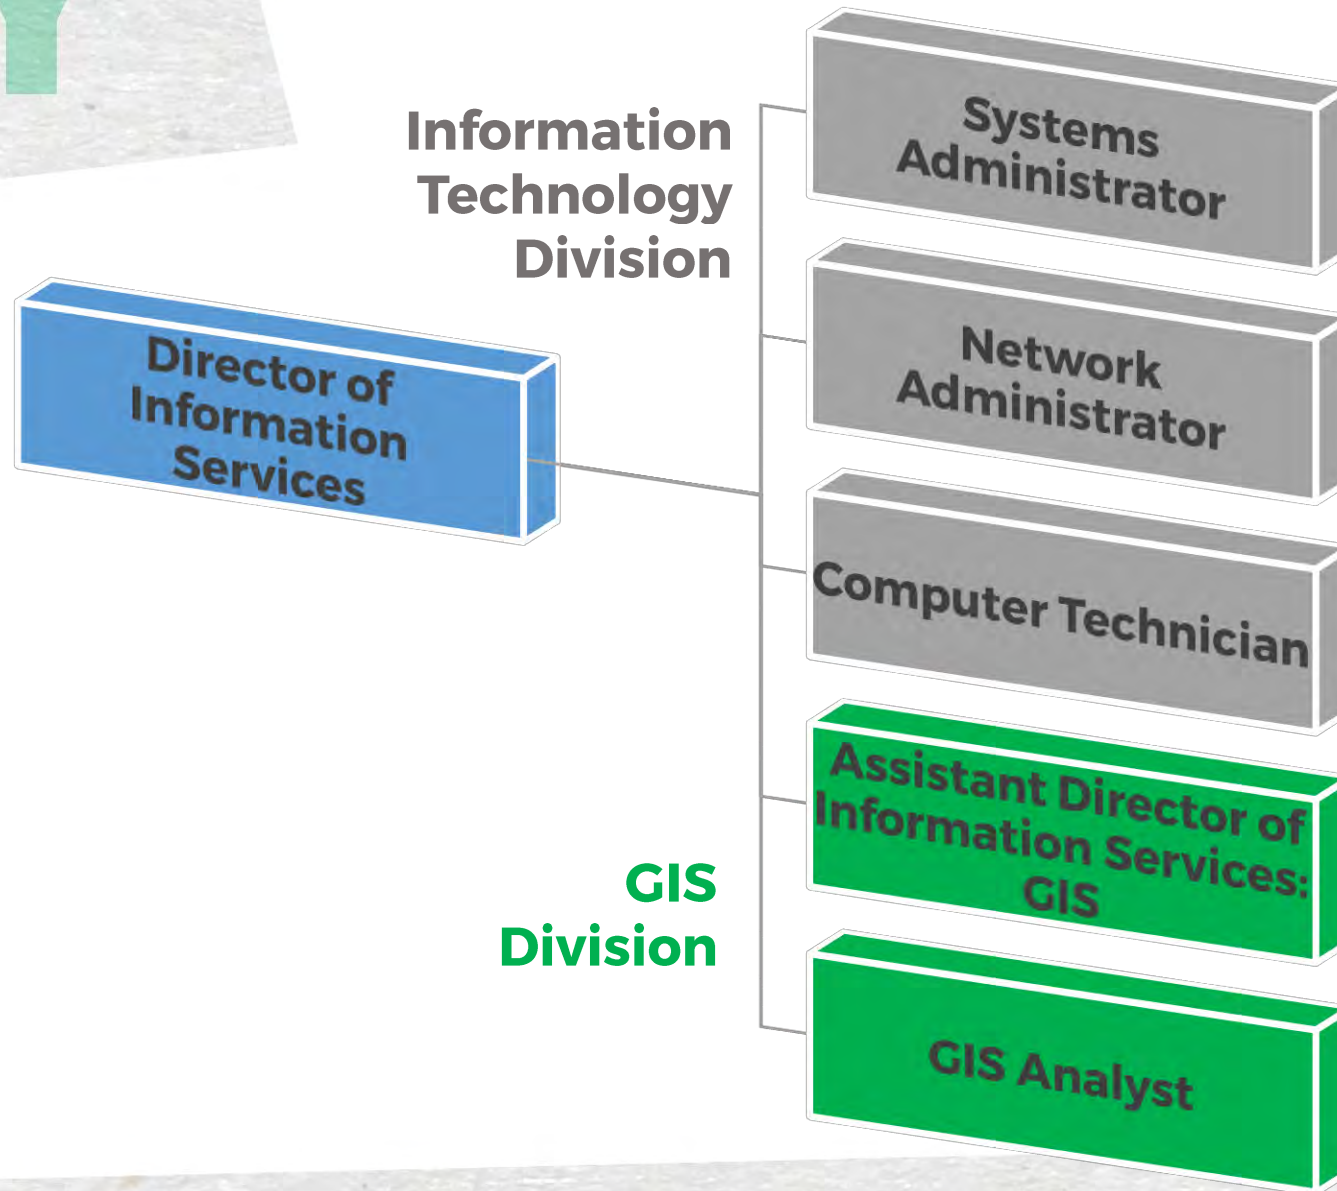 Information
Technology
Division
Director of
Information
Services
Systems
Administrator
Network
Administrator
Computer Technician
Assistant Director of
Information Services:
GIS
GIS
Division
GIS Analyst